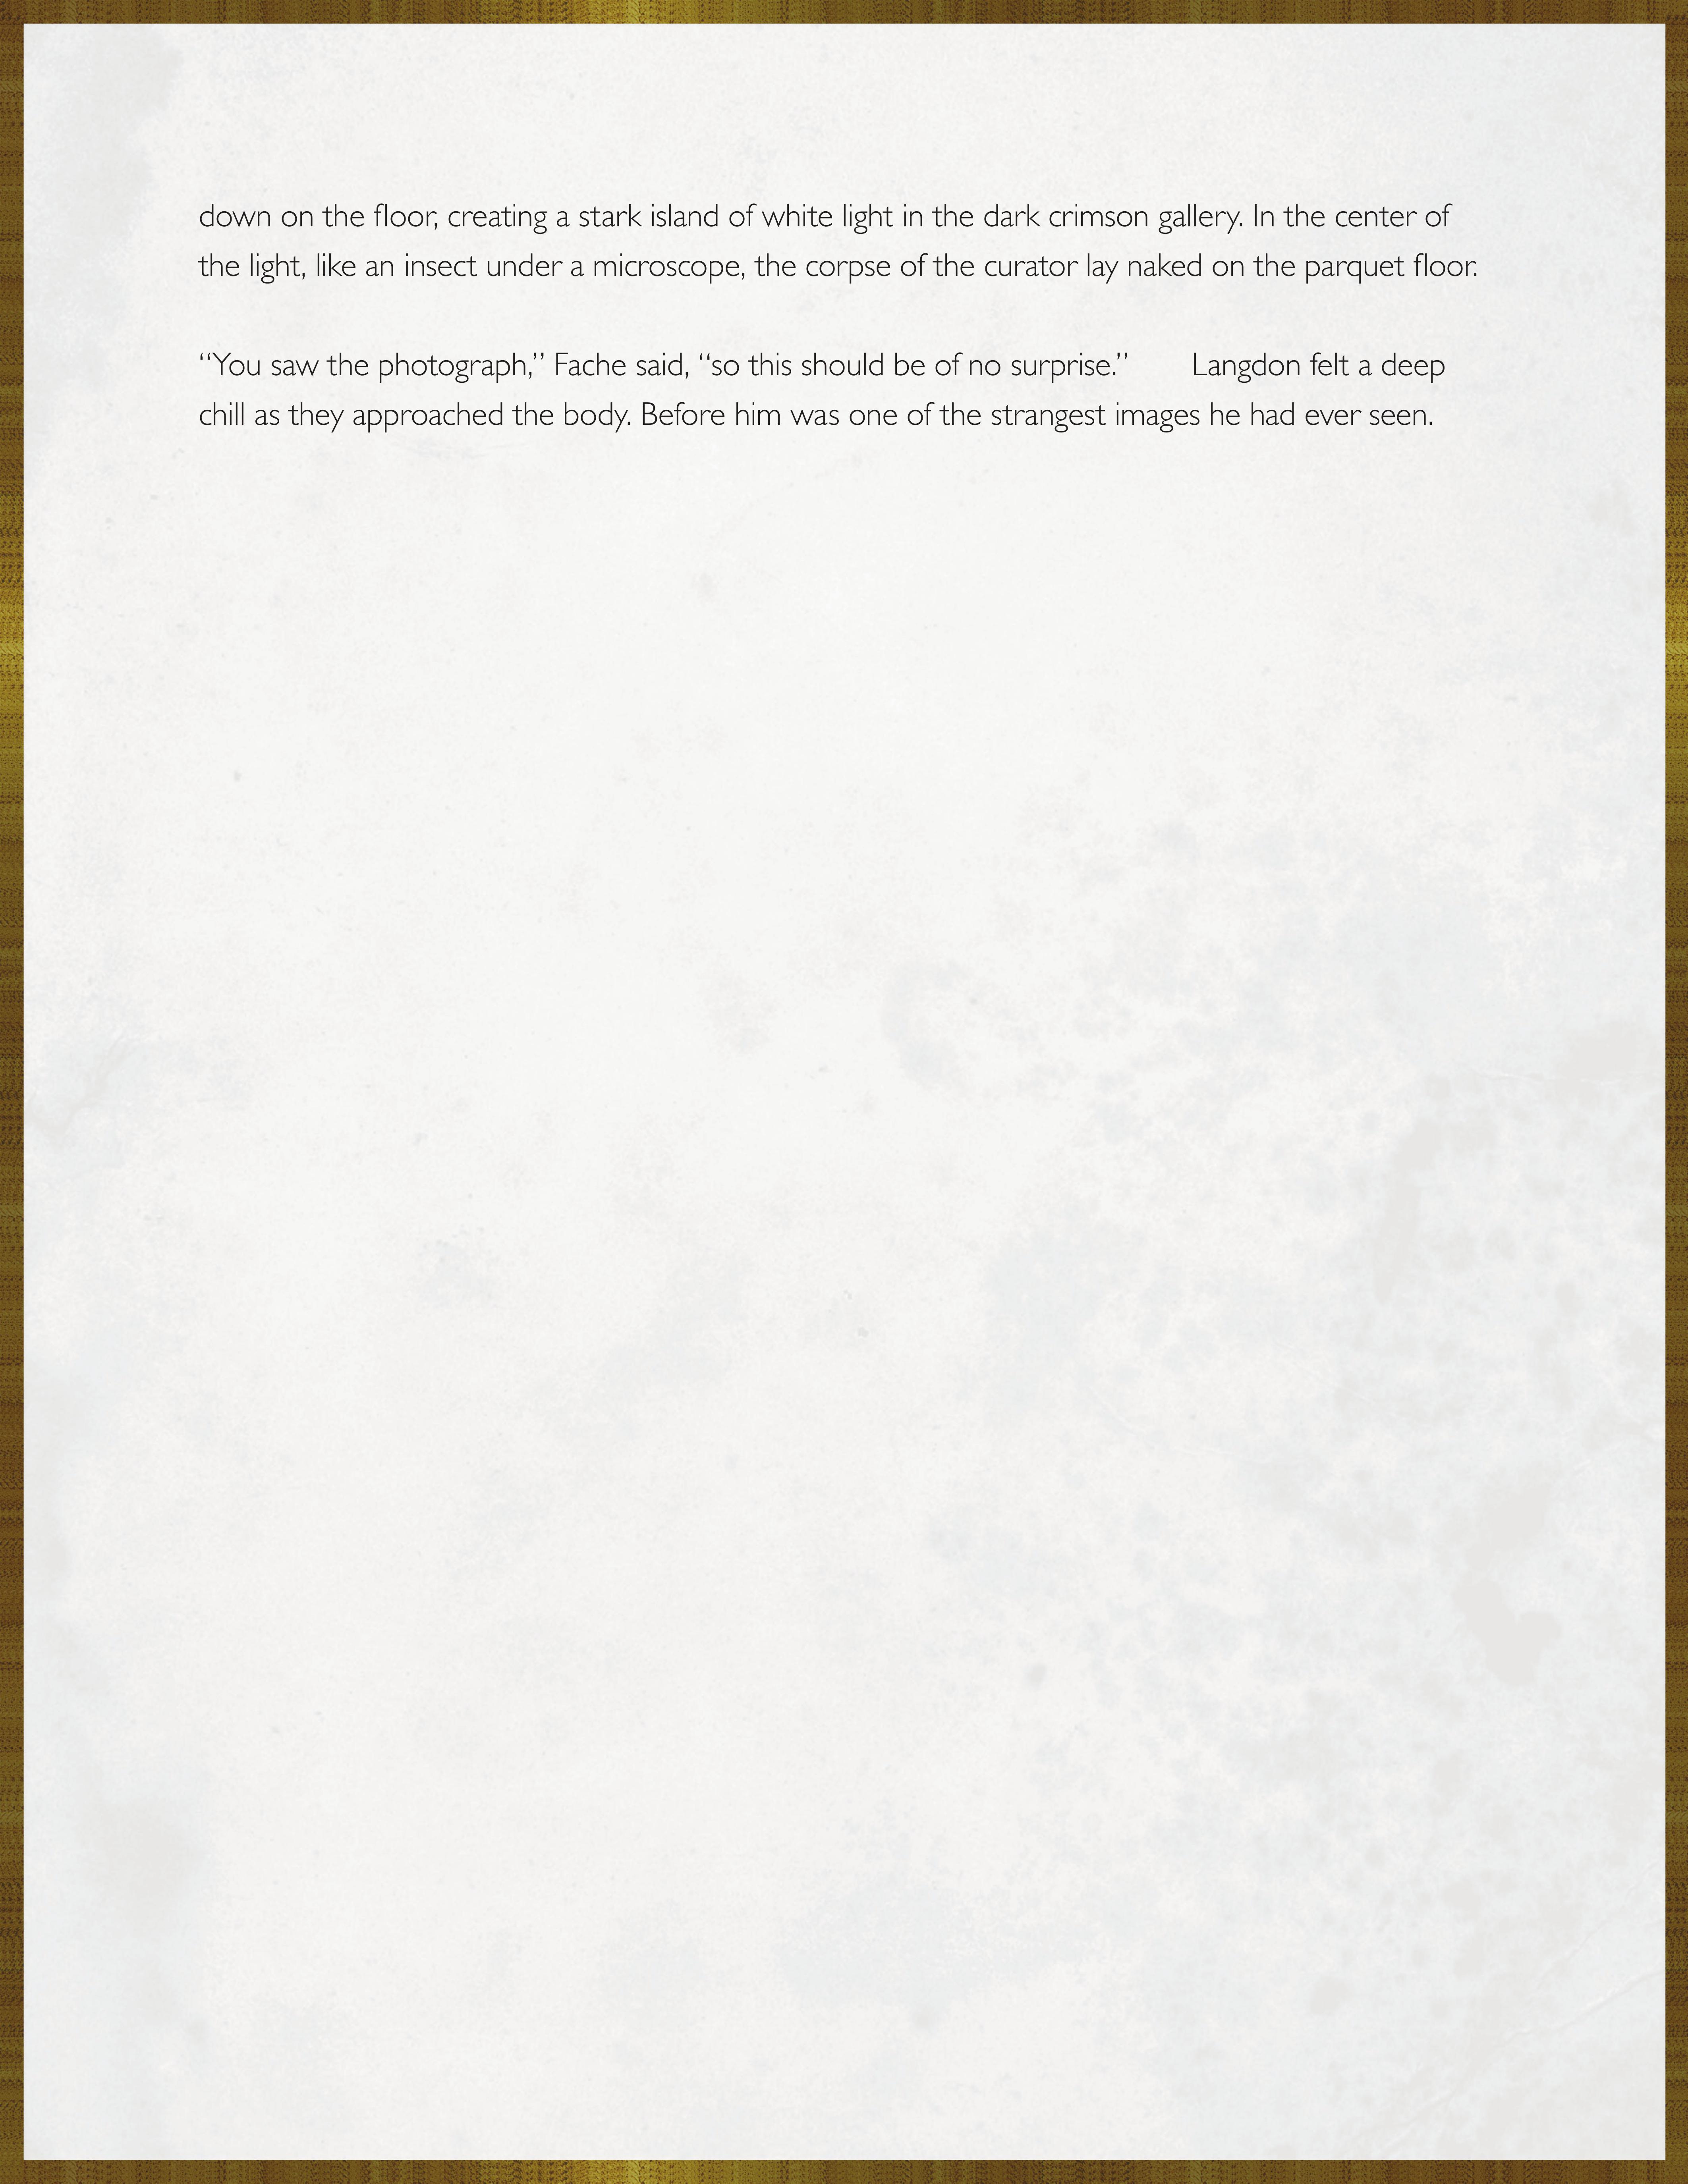 down on the floor, creating a stark island of white light in the dark crimson gallery. In the center of
the light, like an insect under a microscope, the corpse of the curator lay naked on the parquet floor.
“You saw the photograph,” Fache said, “so this should be of no surprise.” Langdon felt a deep
chill as they approached the body. Before him was one of the strangest images he had ever seen.